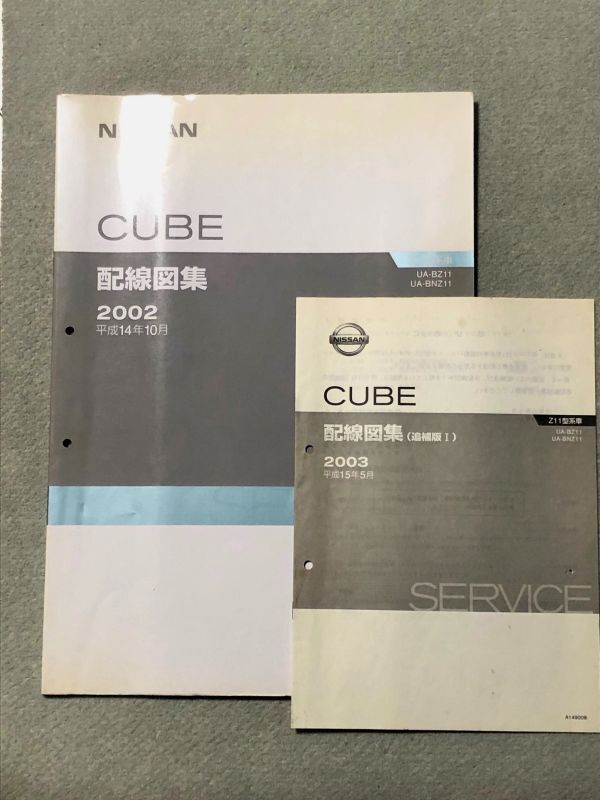 NISSAN
CUBE
UA-BZ11
UA-BNZ11
配線図集
2002
平成14年10月
NISSAN
CUBE
Z11型系車
UA-BZ11
UA-BNZ11
配線図集(追補版Ⅰ)
2003
平成15年5月
SERVICE
A149008